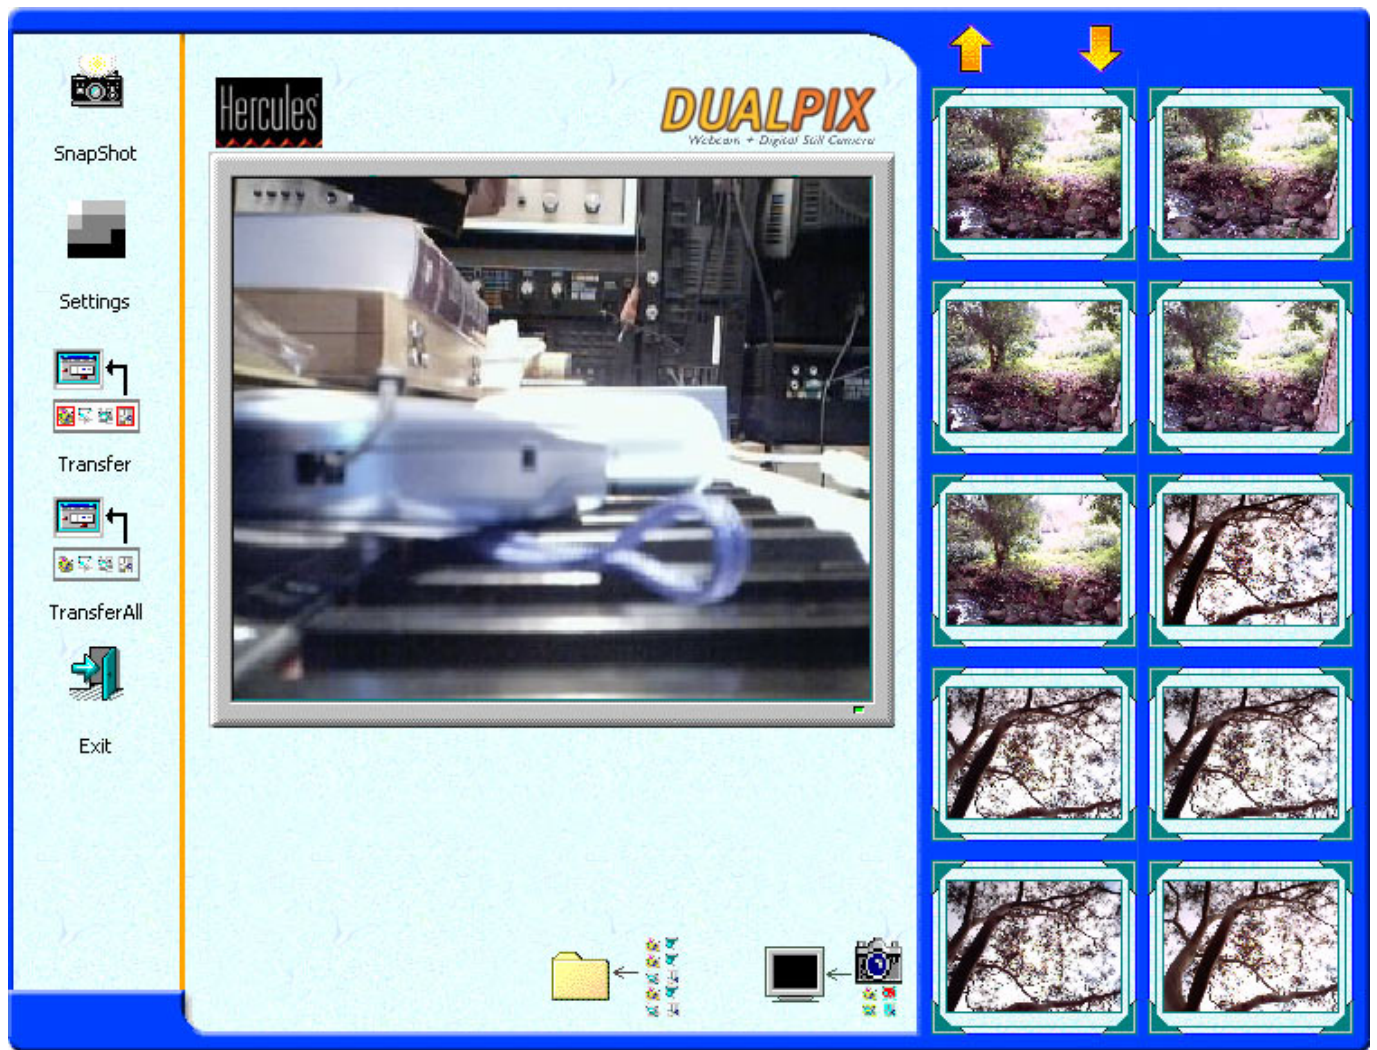 Hercules
DUALPIX
Webcam + Digital Still Camera
SnapShot
Settings
Transfer
TransferAll
Exit